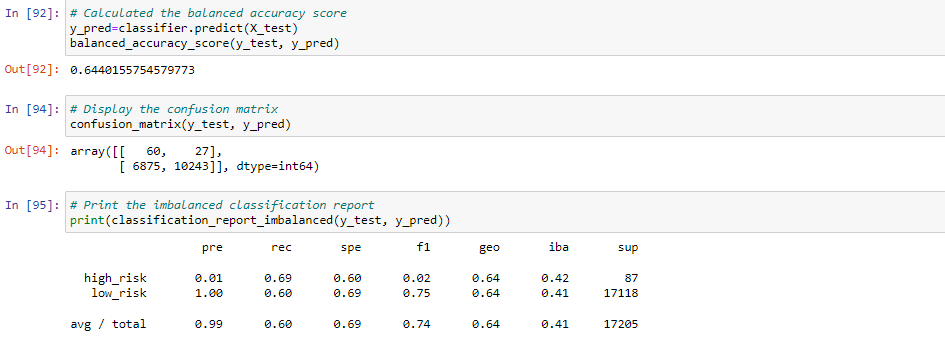 In [92]: # Calculated the balanced accuracy score
y_pred=classifier.predict(X_test)
balanced_accuracy_score(y_test, y_pred)
Out[92]: 0.6440155754579773
In [94]: # Display the confusion matrix
confusion_matrix(y_test, y_pred)
Out[94]: array([[   60,    27],
       [ 6875, 10243]], dtype=int64)
In [95]: # Print the imbalanced classification report
print(classification_report_imbalanced(y_test, y_pred))
                   pre       rec       spe        f1       geo       iba       sup
  high_risk       0.01      0.69      0.60      0.02      0.64      0.42        87
   low_risk       1.00      0.60      0.69      0.75      0.64      0.41     17118
avg / total       0.99      0.60      0.69      0.74      0.64      0.41     17205